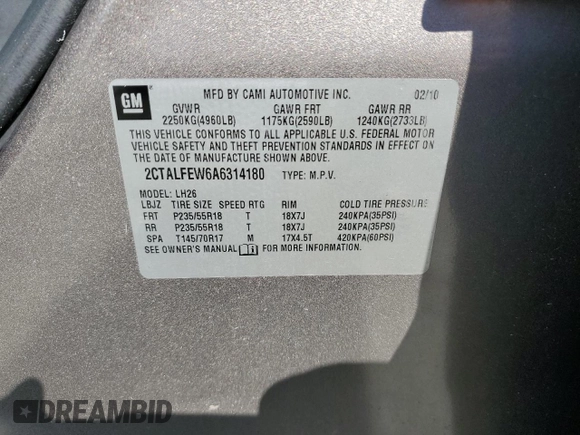 GM
MFD BY CAMI AUTOMOTIVE INC. 02/10
GVWR GAWR FRT GAWR RR
2250KG(4960LB) 1175KG(2590LB) 1240KG(2733LB)
THIS VEHICLE CONFORMS TO ALL APPLICABLE U.S. FEDERAL MOTOR
VEHICLE SAFETY AND THEFT PREVENTION STANDARDS IN EFFECT ON
THE DATE OF MANUFACTURE SHOWN ABOVE.
2CTALFEW6A6314180 TYPE: M.P.V.
MODEL: LH26
LBJZ TIRE SIZE SPEED RTG RIM COLD TIRE PRESSURE
FRT P235/55R18 T 18X7J 240KPA(35PSI)
RR P235/55R18 T 18X7J 240KPA(35PSI)
SPA T145/70R17 M 17X4.5T 420KPA(60PSI)
SEE OWNER'S MANUAL FOR MORE INFORMATION.
DREAMBID